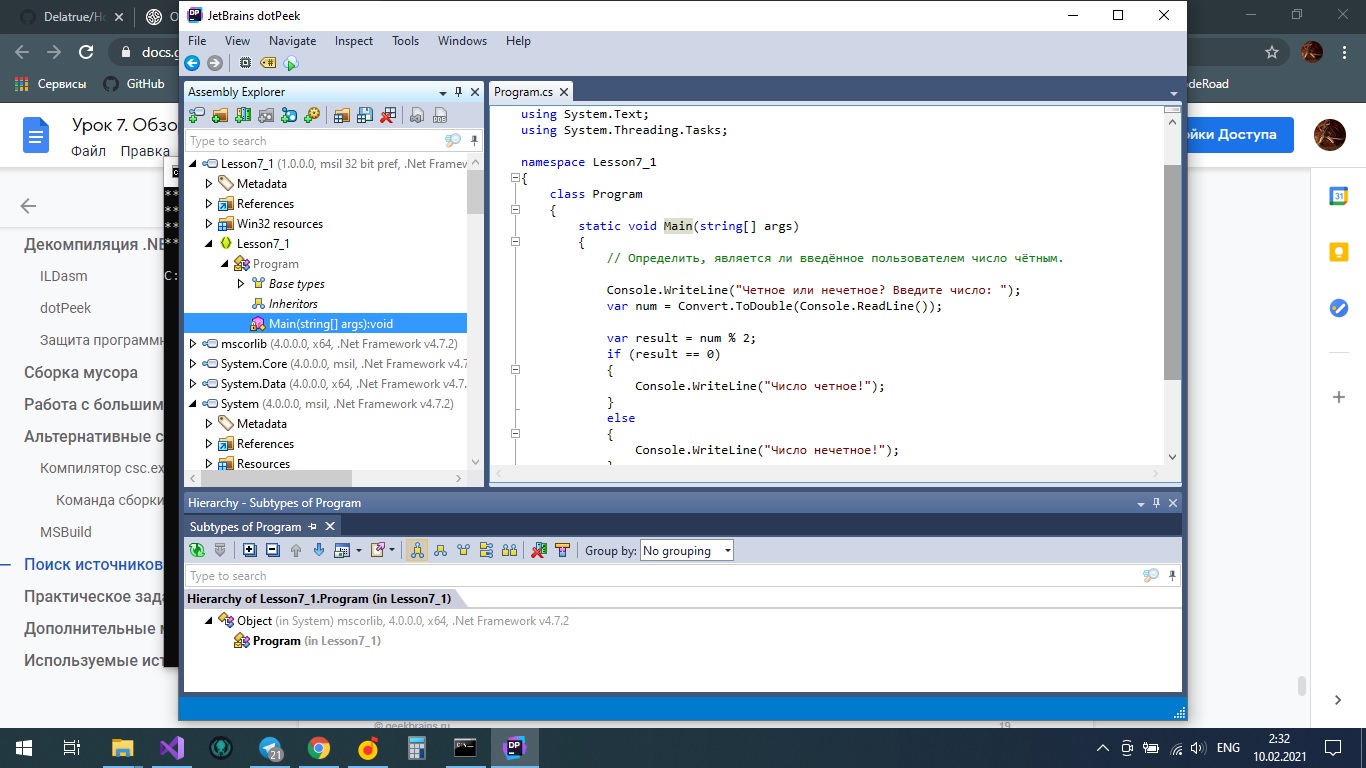 Delatrue/Ho
JetBrains dotPeek
File View Navigate Inspect Tools Windows Help
docs.g
Сервисы GitHub
deRoad
Assembly Explorer
Program.cs
Type to search
Урок 7. Обзо
Файл Правка
йки Доступа
Lesson7_1 (1.0.0.0, msil 32 bit pref, .Net Framew
Metadata
References
Win32 resources
Lesson7_1
Program
Base types
Inheritors
Main(string[] args):void
mscorlib (4.0.0.0, x64, .Net Framework v4.7.2)
System.Core (4.0.0.0, msil, .Net Framework v4.7
System.Data (4.0.0.0, x64, .Net Framework v4.7.
System (4.0.0.0, msil, .Net Framework v4.7.2)
Metadata
References
Resources
using System.Text;
using System.Threading.Tasks;
namespace Lesson7_1
{
class Program
{
static void Main(string[] args)
{
// Определить, является ли введённое пользователем число чётным.
Console.WriteLine("Четное или нечетное? Введите число: ");
var num = Convert.ToDouble(Console.ReadLine());
var result = num % 2;
if (result == 0)
{
Console.WriteLine("Число четное!");
}
else
{
Console.WriteLine("Число нечетное!");
}
**
**
**
**
C:
Декомпиляция .NE
ILDasm
dotPeek
Защита программн
Сборка мусора
Работа с большим
Альтернативные с
Компилятор csc.ex
Команда сборки
MSBuild
Поиск источников
Практическое зада
Дополнительные м
Используемые ист
31
Hierarchy - Subtypes of Program
Subtypes of Program
Group by: No grouping
Type to search
Hierarchy of Lesson7_1.Program (in Lesson7_1)
Object (in System) mscorlib, 4.0.0.0, x64, .Net Framework v4.7.2
Program (in Lesson7_1)
© geekbrains.ru 19
21
C:\
DP
ENG
2:32
10.02.2021